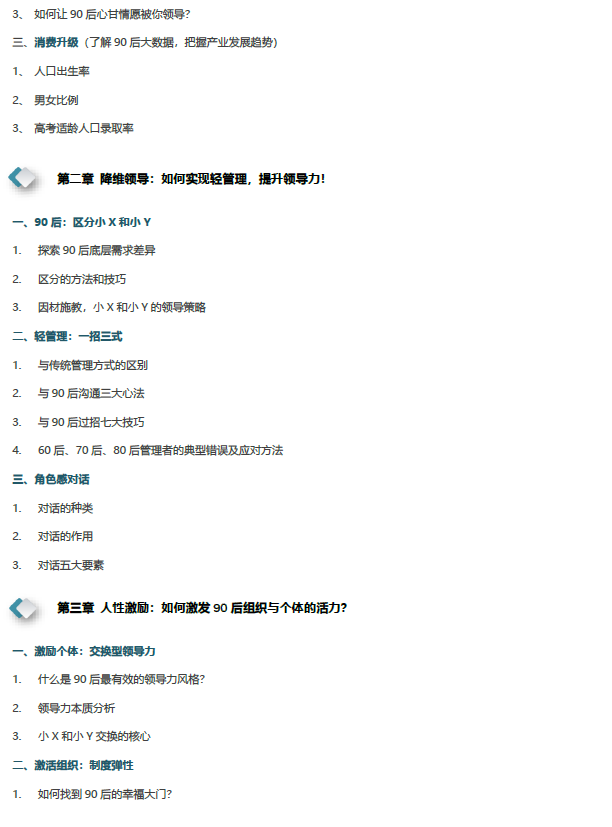 3、 如何让 90 后心甘情愿被你领导？
三、消费升级（了解 90 后大数据，把握产业发展趋势）
1、 人口出生率
2、 男女比例
3、 高考适龄人口录取率
第二章 降维领导：如何实现轻管理，提升领导力！
一、90 后：区分小 X 和小 Y
1. 探索 90 后底层需求差异
2. 区分的方法和技巧
3. 因材施教，小 X 和小 Y 的领导策略
二、轻管理：一招三式
1. 与传统管理方式的区别
2. 与 90 后沟通三大心法
3. 与 90 后过招七大技巧
4. 60 后、70 后、80 后管理者的典型错误及应对方法
三、角色感对话
1. 对话的种类
2. 对话的作用
3. 对话五大要素
第三章 人性激励：如何激发 90 后组织与个体的活力？
一、激励个体：交换型领导力
1. 什么是 90 后最有效的领导力风格？
2. 领导力本质分析
3. 小 X 和小 Y 交换的核心
二、激活组织：制度弹性
1. 如何找到 90 后的幸福大门？